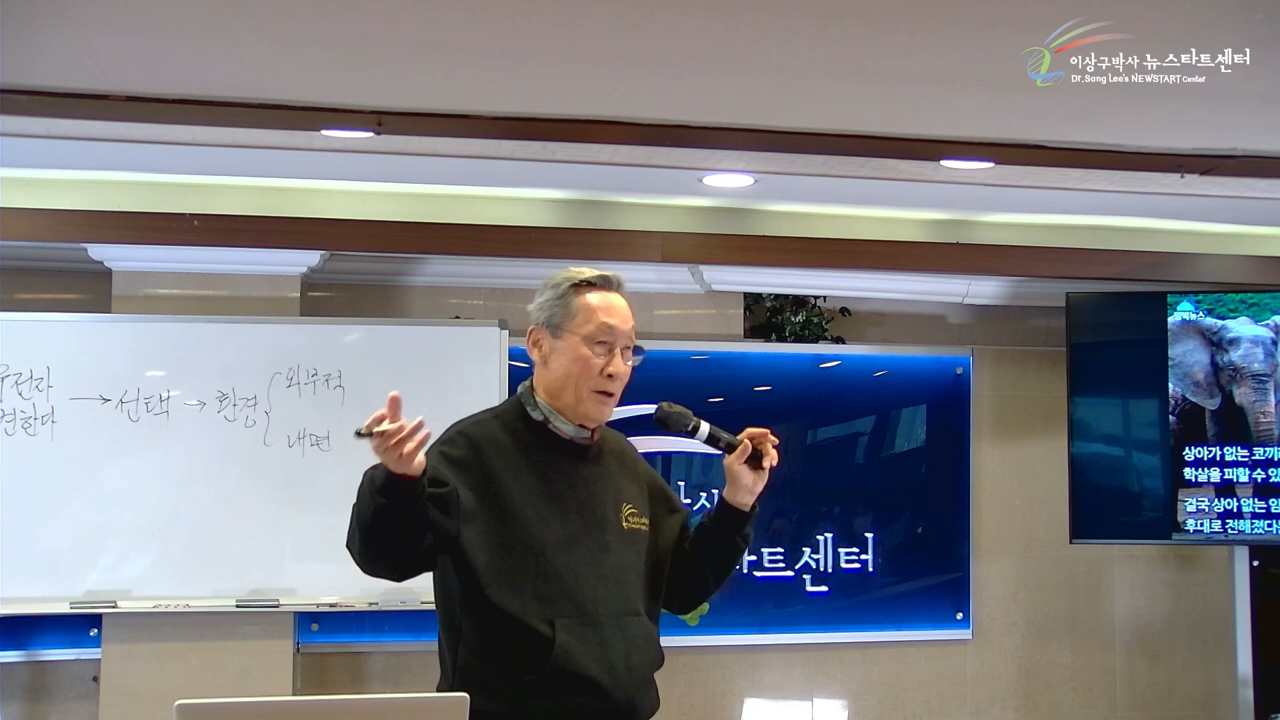 이상구박사 뉴스타트센터
Dr. Sang Lee's NEWSTART Center
유전자
변한다
→ 선택 → 환경
외부적
내면
트센터
상아가 없는 코끼
학살을 피할 수 있
결국 상아 없는
후대로 전해졌다